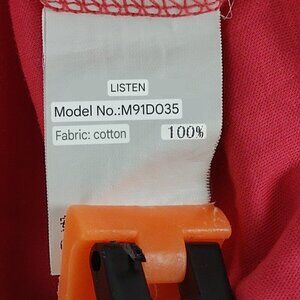 LISTEN
Model No.:M91D035
Fabric: cotton 100%